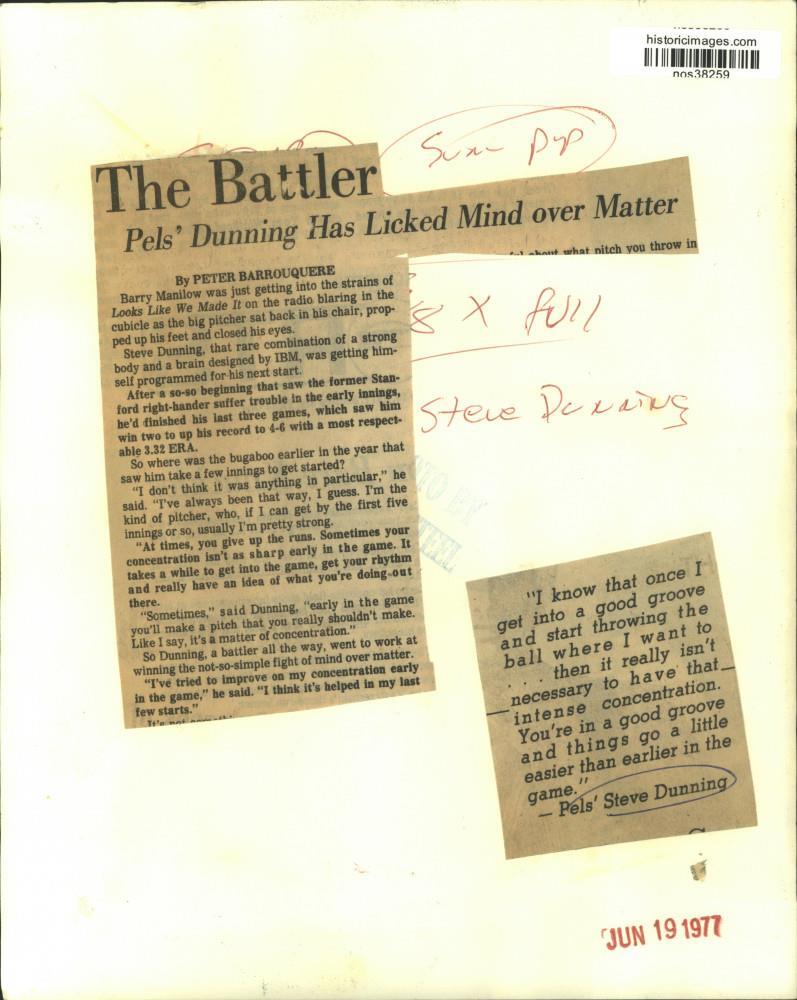 historicimages.com
nos38259
The Battler
Pels' Dunning Has Licked Mind over Matter
about what pitch you throw in
By PETER BARROUQUERE
Barry Manilow was just getting into the strains of
Looks Like We Made It on the radio blaring in the
cubicle as the big pitcher sat back in his chair, prop-
ped up his feet and closed his eyes.
Steve Dunning, that rare combination of a strong
body and a brain designed by IBM, was getting him-
self programmed for his next start.
After a so-so beginning that saw the former Stan-
ford right-hander suffer trouble in the early innings,
he'd finished his last three games, which saw him
win two to up his record to 4-6 with a most respect-
able 3.32 ERA.
So where was the bugaboo earlier in the year that
saw him take a few innings to get started?
"I don't think it was anything in particular," he
said. "I've always been that way, I guess. I'm the
kind of pitcher, who, if I can get by the first five
innings or so, usually I'm pretty strong.
"At times, you give up the runs. Sometimes your
concentration isn't as sharp early in the game. It
takes a while to get into the game, get your rhythm
and really have an idea of what you're doing out
there.
"Sometimes," said Dunning, "early in the game
you'll make a pitch that you really shouldn't make.
Like I say, it's a matter of concentration."
So Dunning, a battler all the way, went to work at
winning the not-so-simple fight of mind over matter.
"I've tried to improve on my concentration early
in the game," he said. "I think it's helped in my last
few starts."
It's not
8 X full
Steve Dunning
"I know that once I
get into a good groove
and start throwing the
ball where I want to
. . . then it really isn't
necessary to have that
intense concentration.
You're in a good groove
and things go a little
easier than earlier in the
game."
— Pels' Steve Dunning
JUN 19 1977